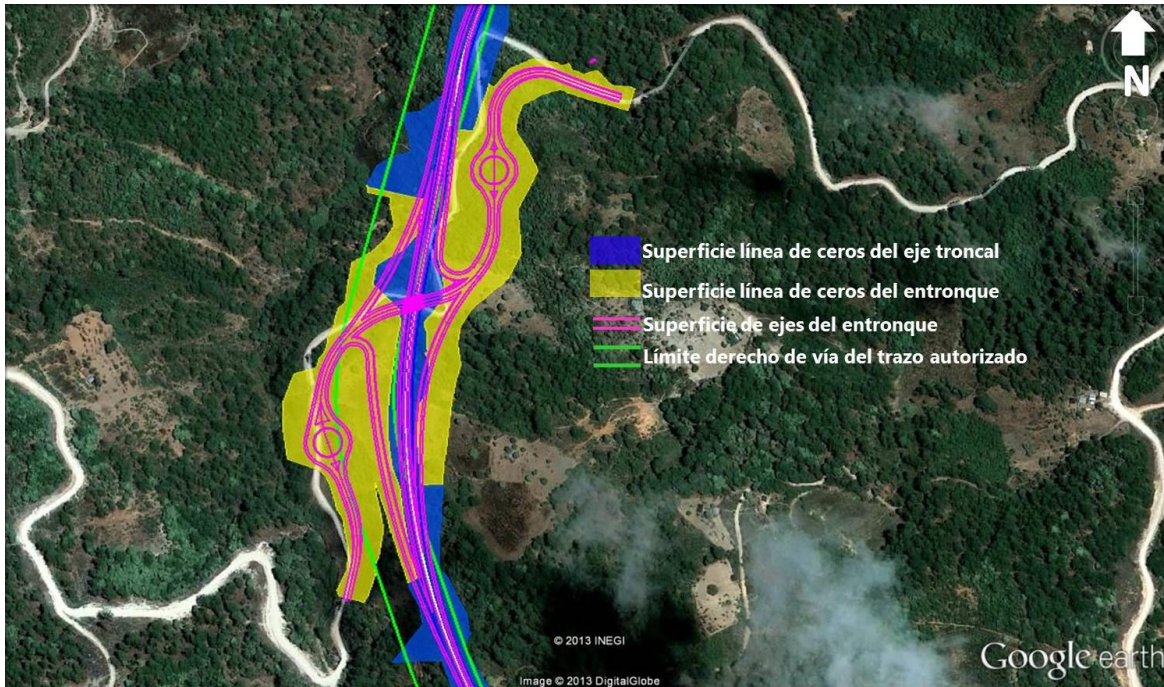 N
Superficie línea de ceros del eje troncal
Superficie línea de ceros del entronque
Superficie de ejes del entronque
Límite derecho de vía del trazo autorizado
© 2013 INEGI
Google earth
Image © 2013 DigitalGlobe